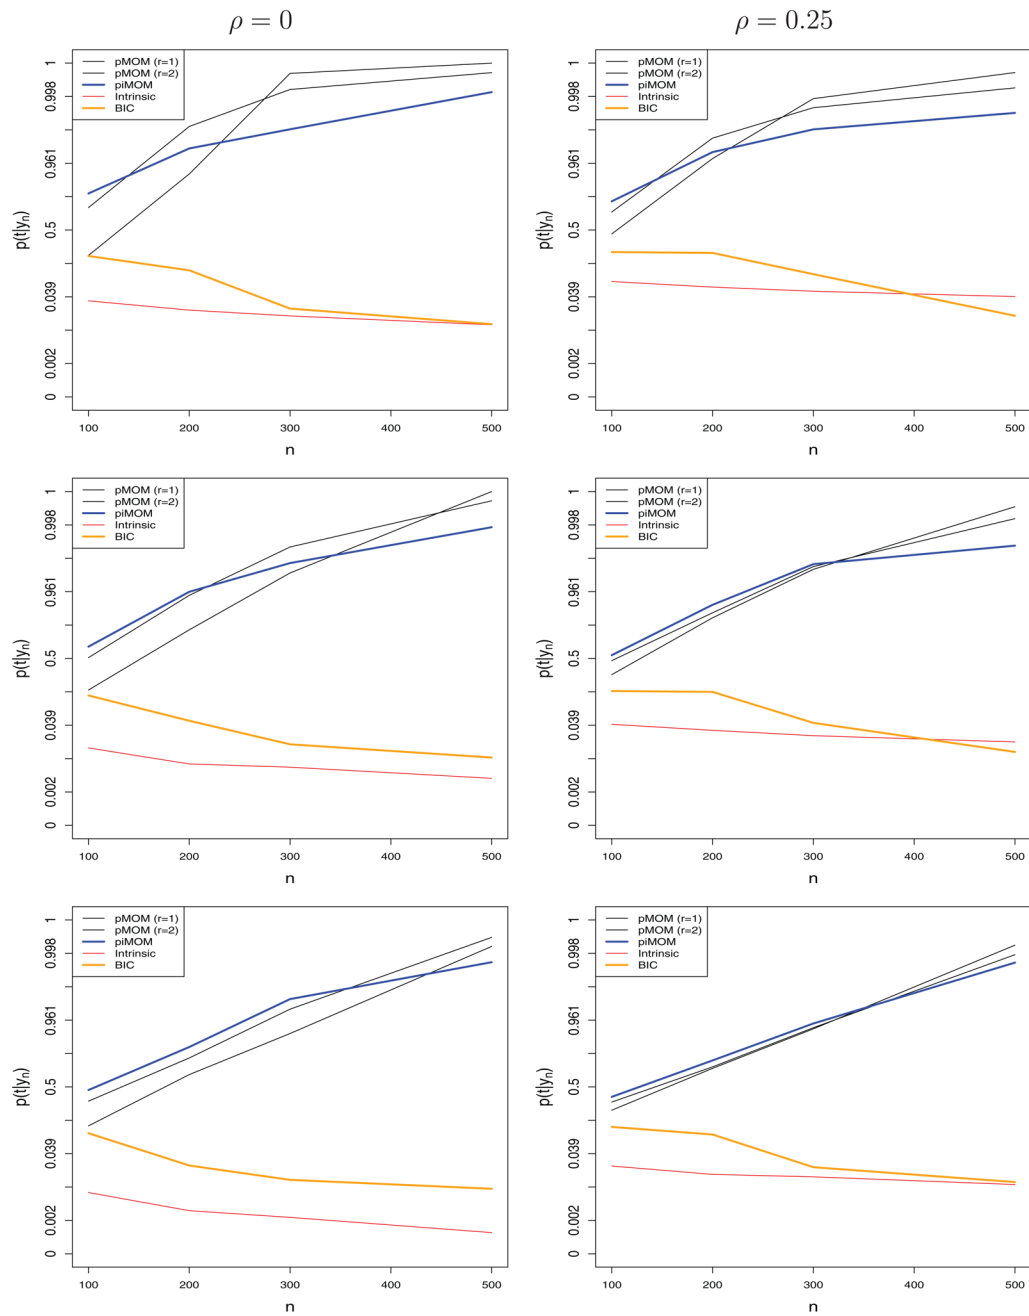 ρ = 0
pMOM (r=1)
pMOM (r=2)
piMOM
Intrinsic
BIC
1
0.998
0.961
0.5
0.039
0.002
0
p(t|yn)
100
200
300
400
500
n
ρ = 0.25
pMOM (r=1)
pMOM (r=2)
piMOM
Intrinsic
BIC
1
0.998
0.961
0.5
0.039
0.002
0
p(t|yn)
100
200
300
400
500
n
pMOM (r=1)
pMOM (r=2)
piMOM
Intrinsic
BIC
1
0.998
0.961
0.5
0.039
0.002
0
p(t|yn)
100
200
300
400
500
n
pMOM (r=1)
pMOM (r=2)
piMOM
Intrinsic
BIC
1
0.998
0.961
0.5
0.039
0.002
0
p(t|yn)
100
200
300
400
500
n
pMOM (r=1)
pMOM (r=2)
piMOM
Intrinsic
BIC
1
0.998
0.961
0.5
0.039
0.002
0
p(t|yn)
100
200
300
400
500
n
pMOM (r=1)
pMOM (r=2)
piMOM
Intrinsic
BIC
1
0.998
0.961
0.5
0.039
0.002
0
p(t|yn)
100
200
300
400
500
n